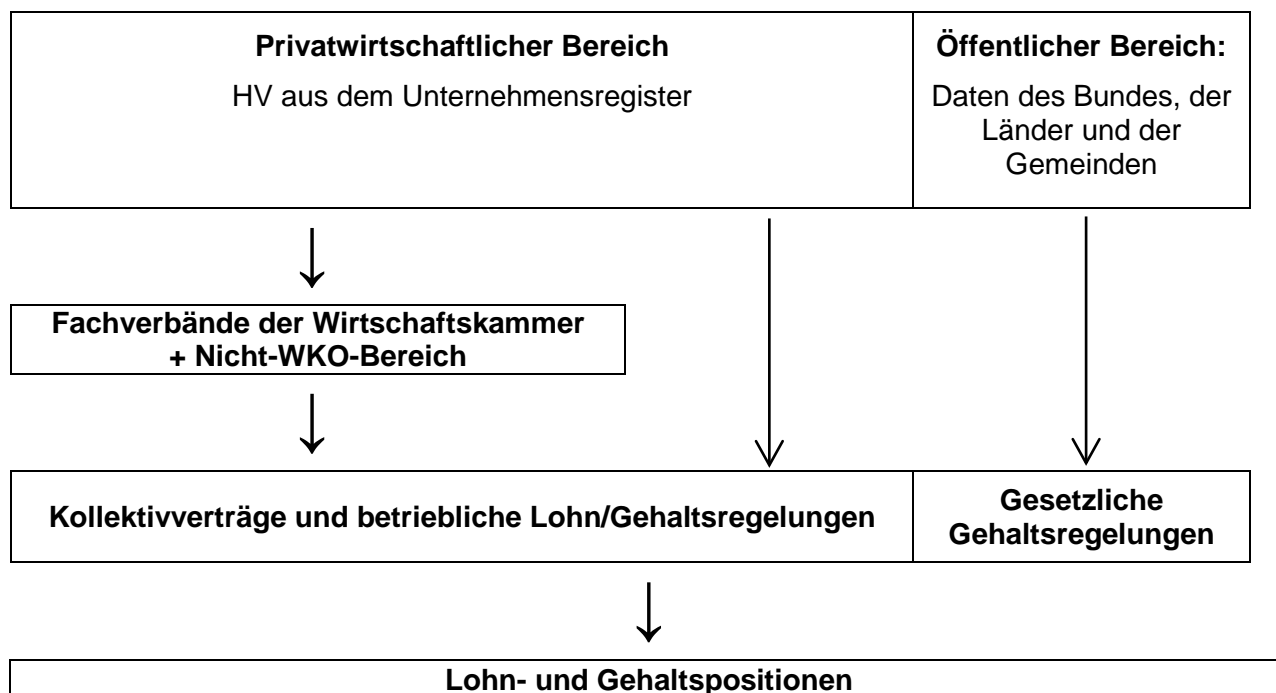 Privatwirtschaftlicher Bereich
HV aus dem Unternehmensregister
Öffentlicher Bereich:
Daten des Bundes, der
Länder und der
Gemeinden
Fachverbände der Wirtschaftskammer
+ Nicht-WKO-Bereich
Kollektivverträge und betriebliche Lohn/Gehaltsregelungen
Gesetzliche
Gehaltsregelungen
Lohn- und Gehaltspositionen